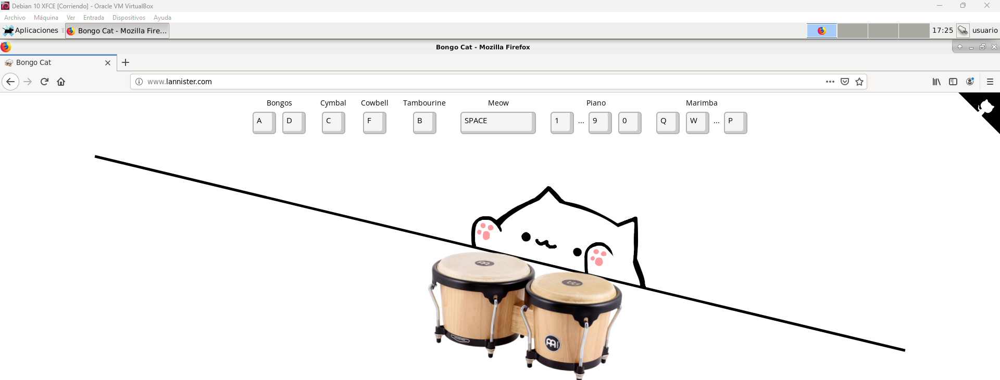 Debian 10 XFCE [Corriendo] - Oracle VM VirtualBox
Archivo Máquina Ver Entrada Dispositivos Ayuda
Aplicaciones Bongo Cat - Mozilla Fire... 17:25 usuario
Bongo Cat - Mozilla Firefox
Bongo Cat
www.lannister.com
Bongos Cymbal Cowbell Tambourine Meow Piano Marimba
A D C F B SPACE 1 ... 9 0 Q W ... P